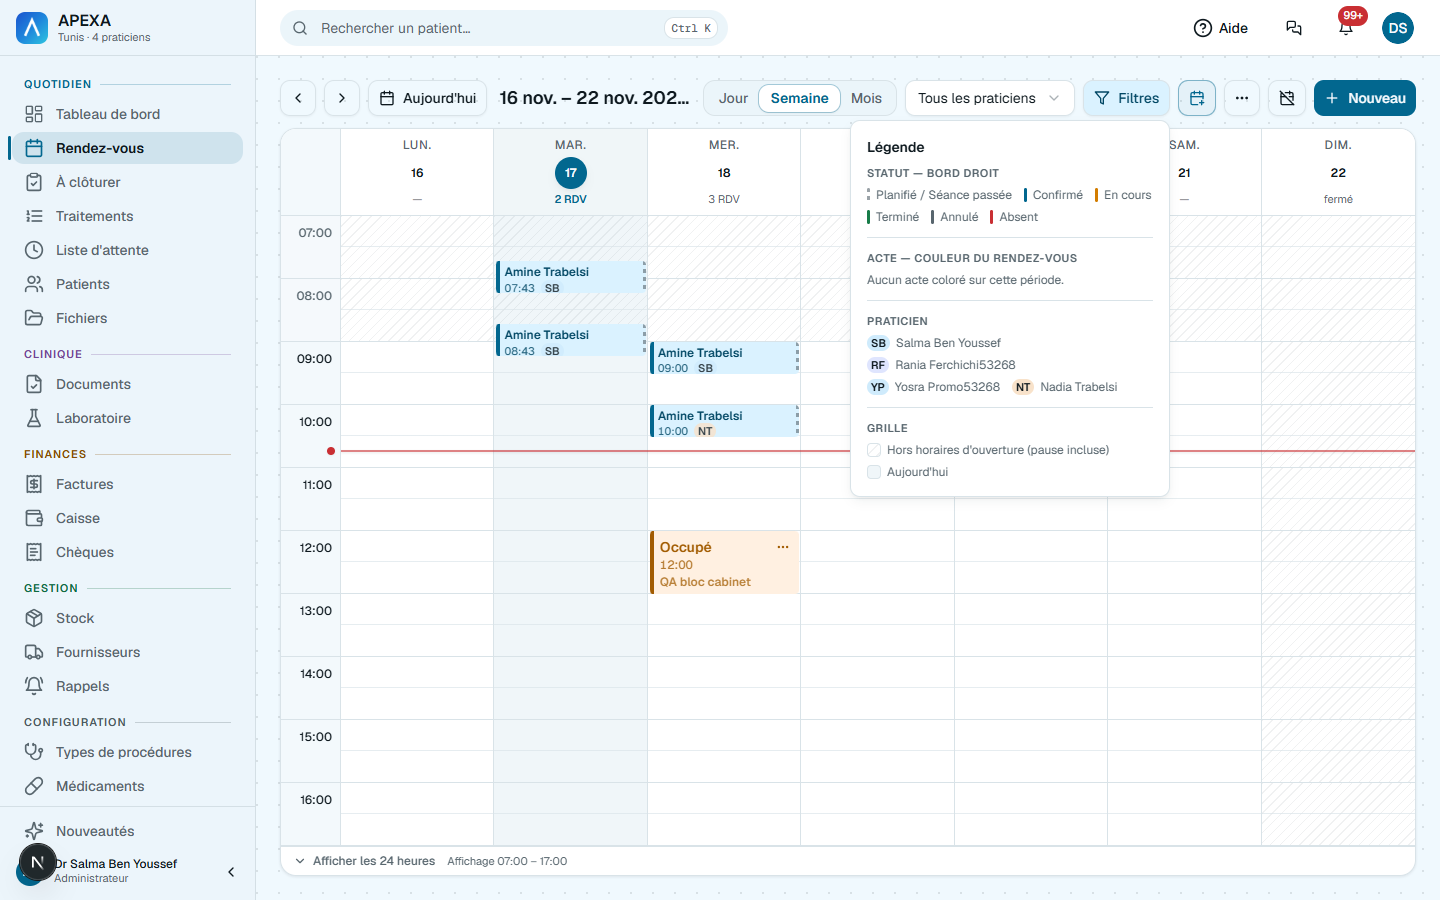 APEXA
Tunis · 4 praticiens
Rechercher un patient…
Ctrl K
Aide
99+
DS
QUOTIDIEN
Tableau de bord
Rendez-vous
À clôturer
Traitements
Liste d'attente
Patients
Fichiers
CLINIQUE
Documents
Laboratoire
FINANCES
Factures
Caisse
Chèques
GESTION
Stock
Fournisseurs
Rappels
CONFIGURATION
Types de procédures
Médicaments
Nouveautés
N
Dr Salma Ben Youssef
Administrateur
Aujourd'hui
16 nov. – 22 nov. 202…
Jour
Semaine
Mois
Tous les praticiens
Filtres
Nouveau
LUN.
16
—
MAR.
17
2 RDV
MER.
18
3 RDV
SAM.
21
—
DIM.
22
fermé
07:00
08:00
09:00
10:00
11:00
12:00
13:00
14:00
15:00
16:00
Amine Trabelsi
07:43 SB
Amine Trabelsi
08:43 SB
Amine Trabelsi
09:00 SB
Amine Trabelsi
10:00 NT
Occupé
12:00
QA bloc cabinet
Légende
STATUT — BORD DROIT
Planifié / Séance passée Confirmé En cours
Terminé Annulé Absent
ACTE — COULEUR DU RENDEZ-VOUS
Aucun acte coloré sur cette période.
PRATICIEN
SB Salma Ben Youssef
RF Rania Ferchichi53268
YP Yosra Promo53268 NT Nadia Trabelsi
GRILLE
Hors horaires d'ouverture (pause incluse)
Aujourd'hui
Afficher les 24 heures Affichage 07:00 – 17:00